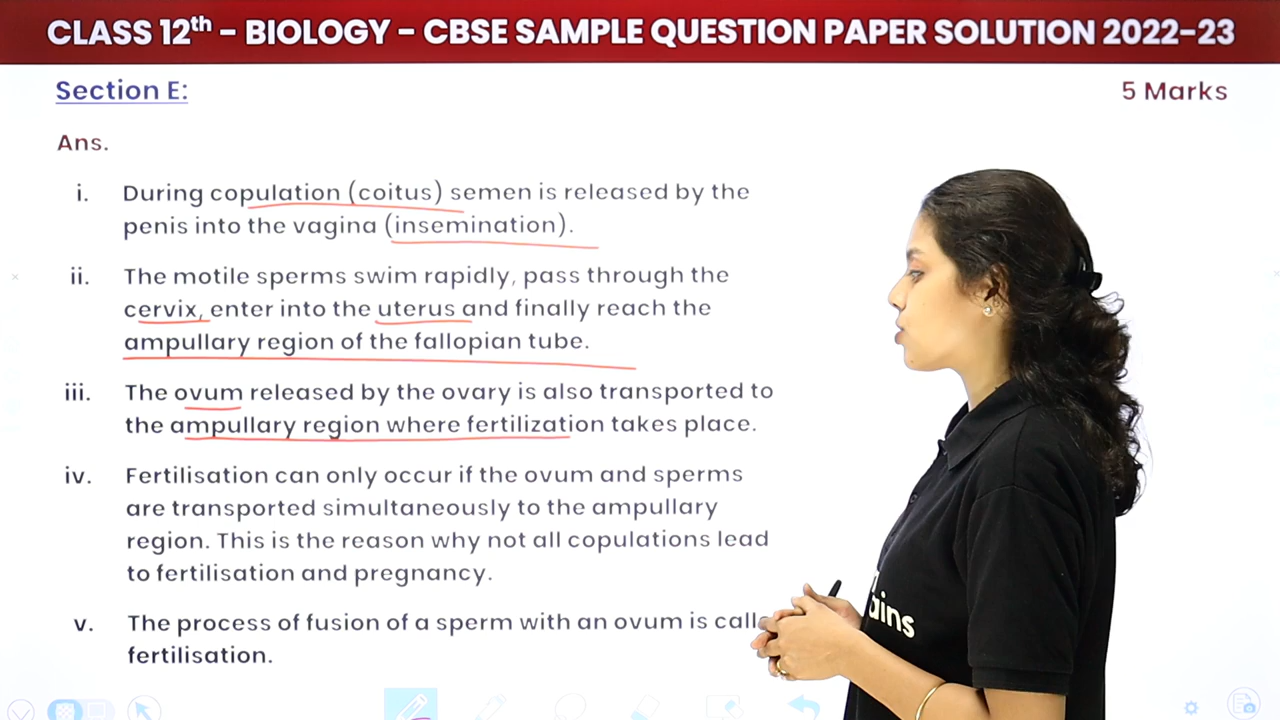 CLASS 12th – BIOLOGY – CBSE SAMPLE QUESTION PAPER SOLUTION 2022–23
Section E: 5 Marks
Ans.
i. During copulation (coitus) semen is released by the
penis into the vagina (insemination).
ii. The motile sperms swim rapidly, pass through the
cervix, enter into the uterus and finally reach the
ampullary region of the fallopian tube.
iii. The ovum released by the ovary is also transported to
the ampullary region where fertilization takes place.
iv. Fertilisation can only occur if the ovum and sperms
are transported simultaneously to the ampullary
region. This is the reason why not all copulations lead
to fertilisation and pregnancy.
v. The process of fusion of a sperm with an ovum is
fertilisation.